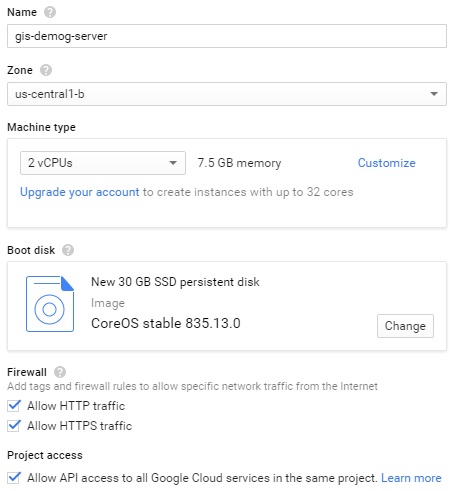 Name ?
gis-demog-server
Zone ?
us-central1-b
Machine type
2 vCPUs 7.5 GB memory Customize
Upgrade your account to create instances with up to 32 cores
Boot disk ?
New 30 GB SSD persistent disk
Image
CoreOS stable 835.13.0
Change
Firewall ?
Add tags and firewall rules to allow specific network traffic from the Internet
Allow HTTP traffic
Allow HTTPS traffic
Project access
Allow API access to all Google Cloud services in the same project. Learn more